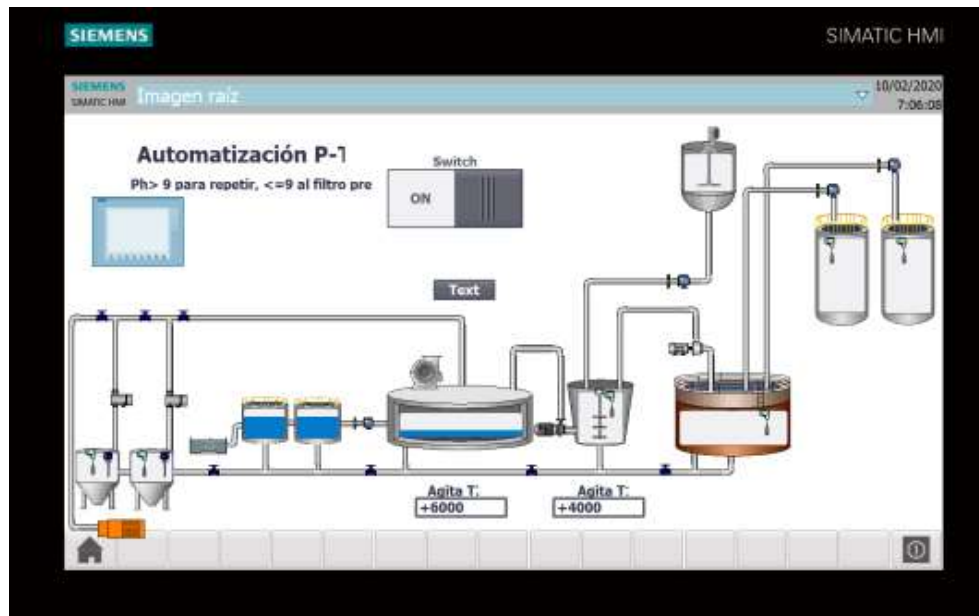 SIEMENS
SIMATIC HMI
SIEMENS
SIMATIC HMI
Imagen raíz
10/02/2020
7:06:08
Automatización P-1
Ph> 9 para repetir, <=9 al filtro pre
Switch
ON
Text
Agita T.
+6000
Agita T.
+4000